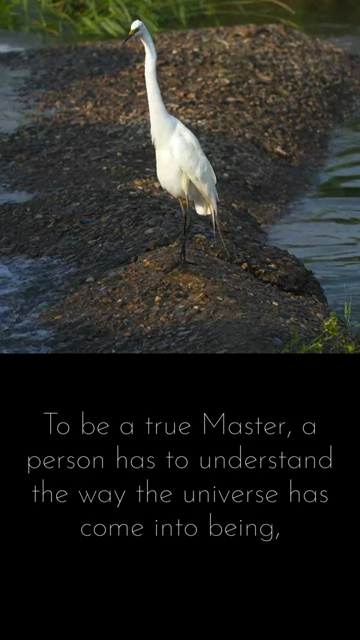 To be a true Master, a
person has to understand
the way the universe has
come into being,